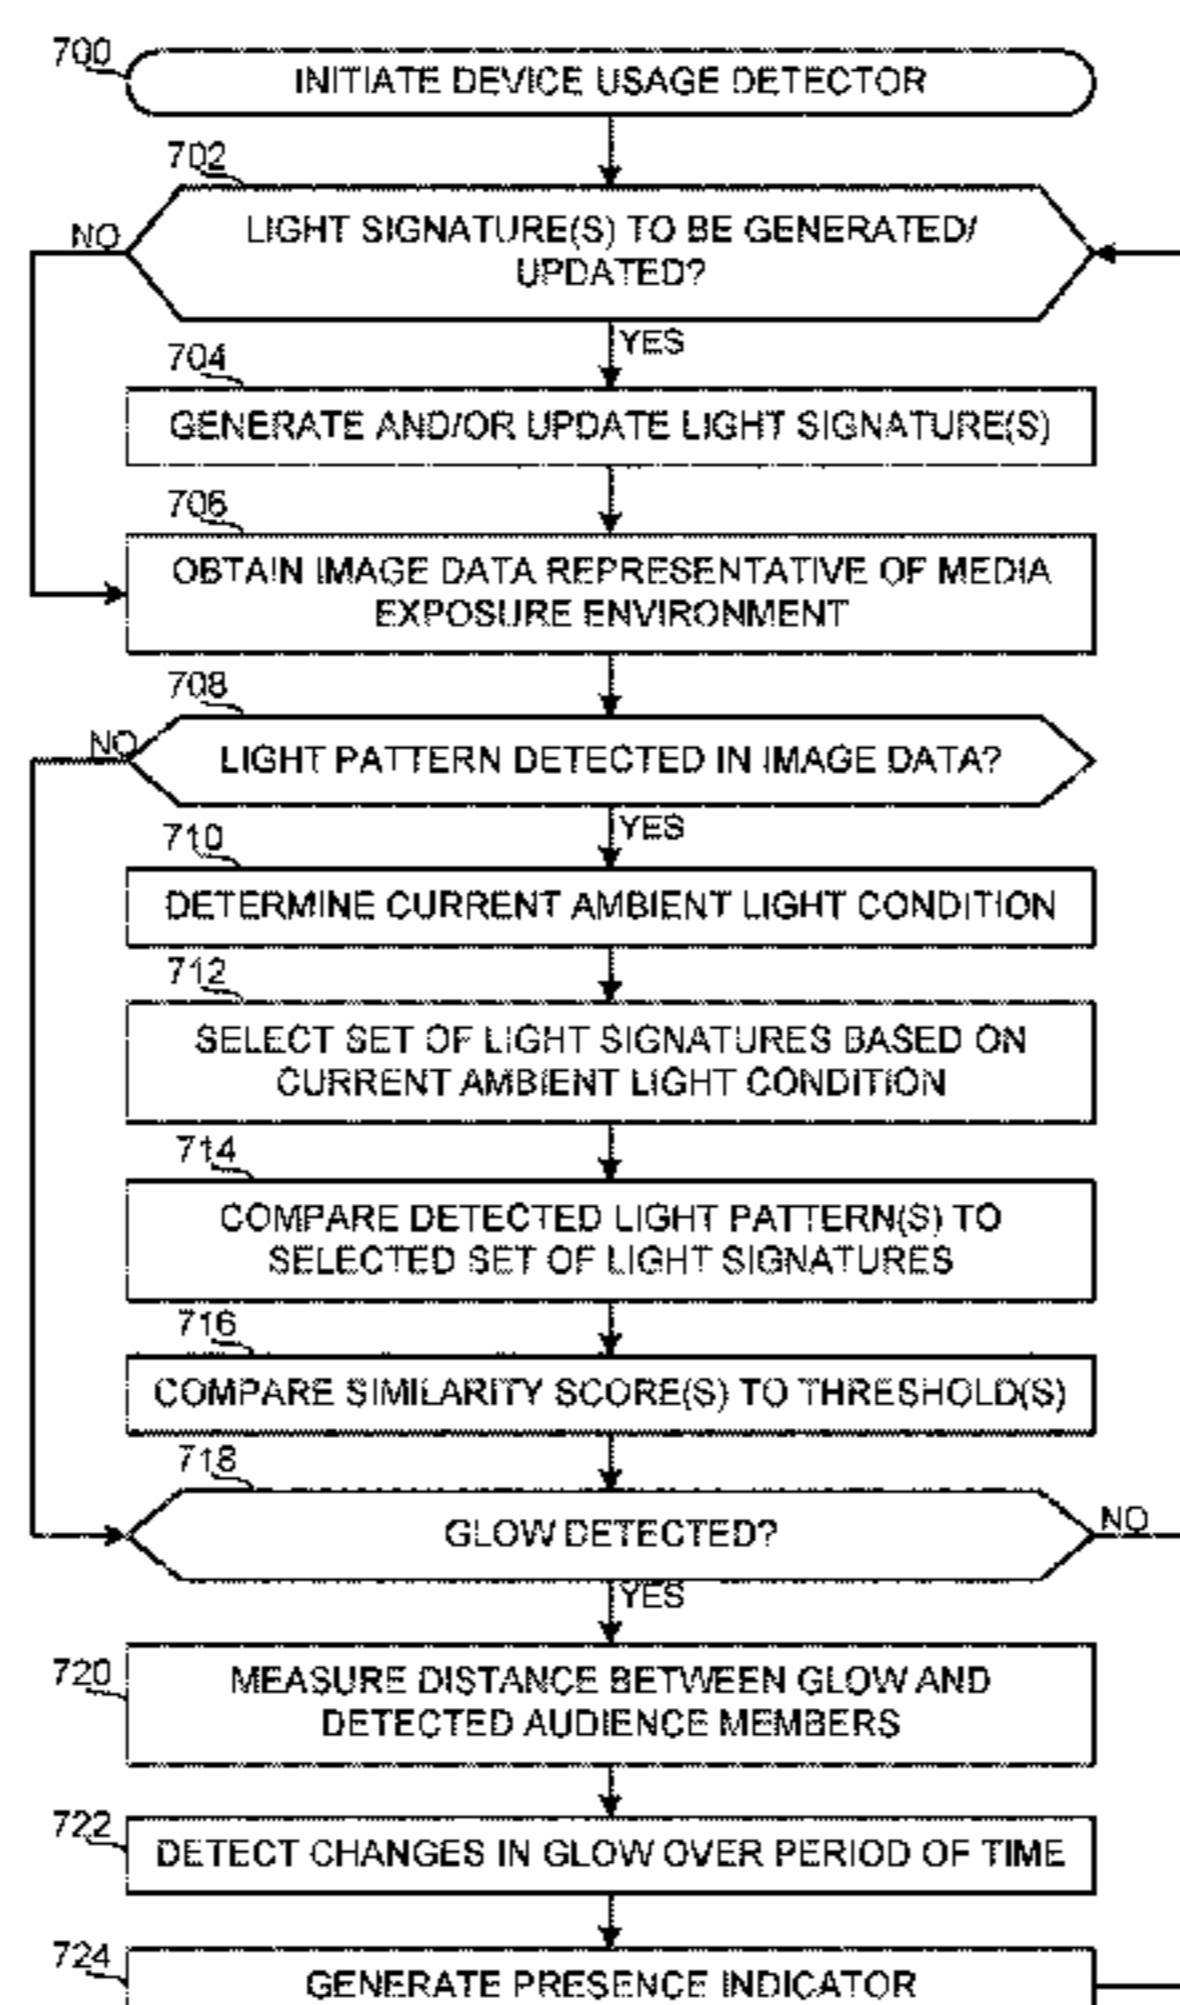 700
INITIATE DEVICE USAGE DETECTOR
702
NO
LIGHT SIGNATURE(S) TO BE GENERATED/
UPDATED?
YES
704
GENERATE AND/OR UPDATE LIGHT SIGNATURE(S)
706
OBTAIN IMAGE DATA REPRESENTATIVE OF MEDIA
EXPOSURE ENVIRONMENT
708
NO
LIGHT PATTERN DETECTED IN IMAGE DATA?
YES
710
DETERMINE CURRENT AMBIENT LIGHT CONDITION
712
SELECT SET OF LIGHT SIGNATURES BASED ON
CURRENT AMBIENT LIGHT CONDITION
714
COMPARE DETECTED LIGHT PATTERN(S) TO
SELECTED SET OF LIGHT SIGNATURES
716
COMPARE SIMILARITY SCORE(S) TO THRESHOLD(S)
718
GLOW DETECTED?
NO
YES
720
MEASURE DISTANCE BETWEEN GLOW AND
DETECTED AUDIENCE MEMBERS
722
DETECT CHANGES IN GLOW OVER PERIOD OF TIME
724
GENERATE PRESENCE INDICATOR